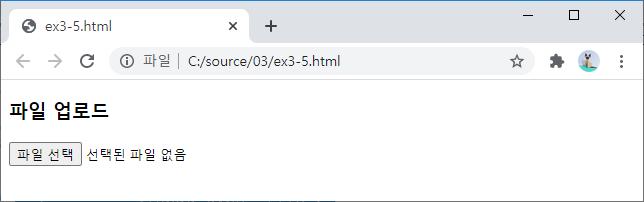 ex3-5.html
파일 C:/source/03/ex3-5.html
파일 업로드
파일 선택 선택된 파일 없음